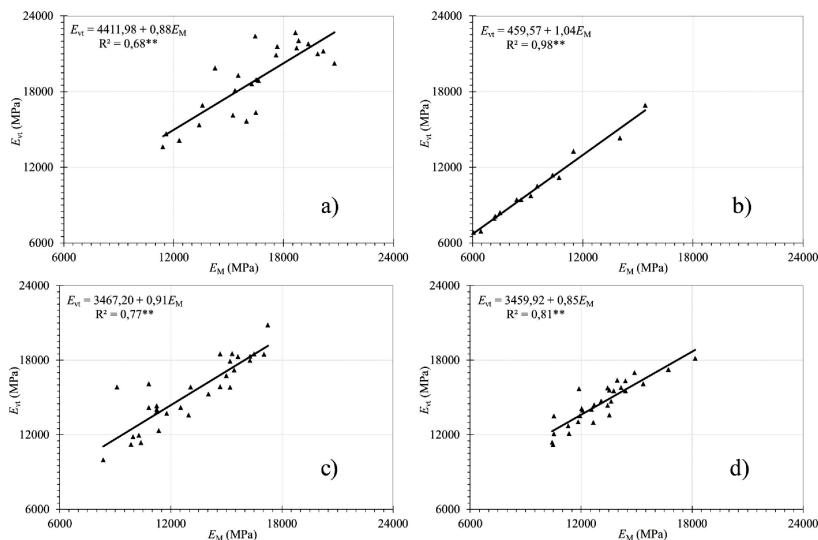 E_vt = 4411,98 + 0,88E_M
R² = 0,68**
24000
18000
12000
6000
E_vt (MPa)
a)
6000 12000 18000 24000
E_M (MPa)
E_vt = 459,57 + 1,04E_M
R² = 0,98**
24000
18000
12000
6000
E_vt (MPa)
b)
6000 12000 18000 24000
E_M (MPa)
E_vt = 3467,20 + 0,91E_M
R² = 0,77**
24000
18000
12000
6000
E_vt (MPa)
c)
6000 12000 18000 24000
E_M (MPa)
E_vt = 3459,92 + 0,85E_M
R² = 0,81**
24000
18000
12000
6000
E_vt (MPa)
d)
6000 12000 18000 24000
E_M (MPa)